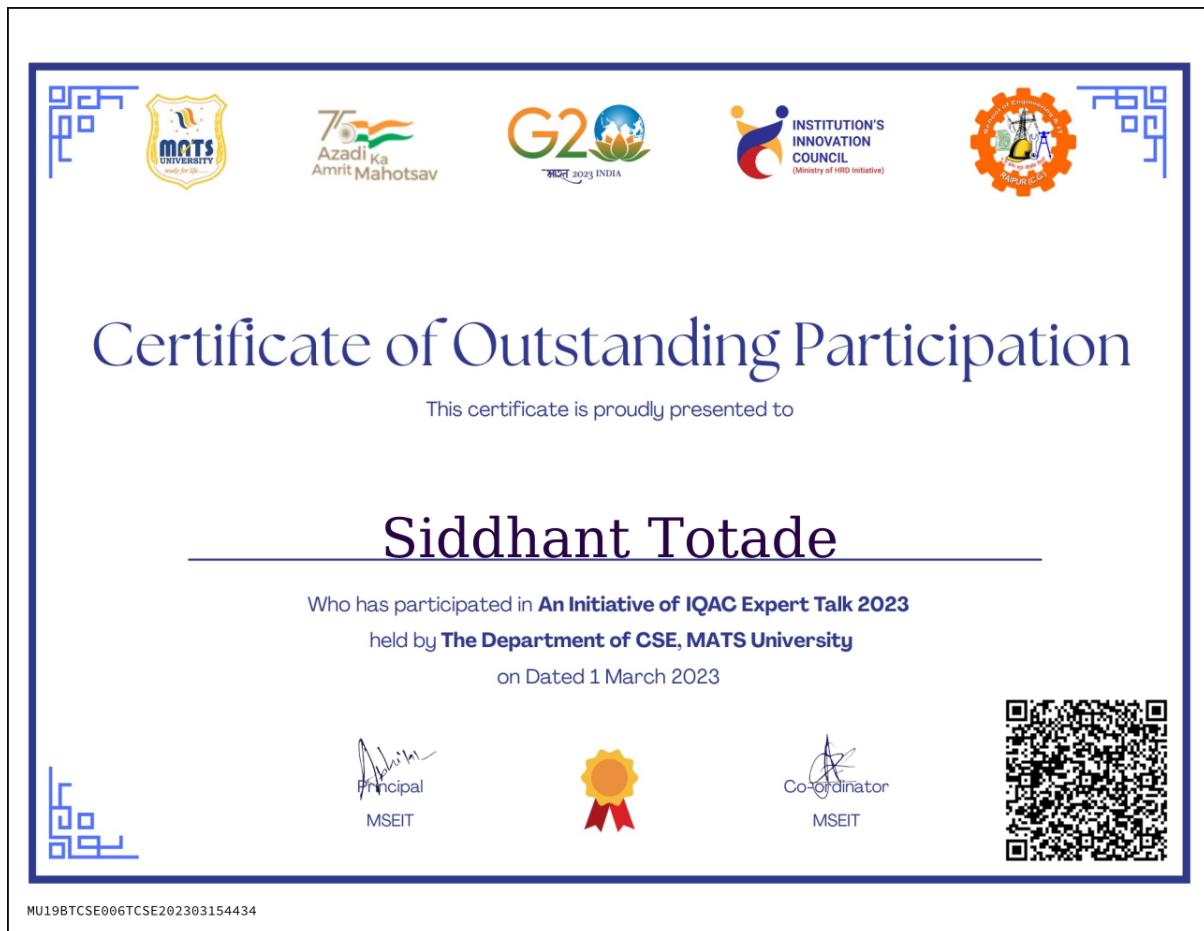 MATS
UNIVERSITY
ready for life.....
75
Azadi Ka
Amrit Mahotsav
G20
भारत 2023 INDIA
INSTITUTION'S
INNOVATION
COUNCIL
(Ministry of HRD Initiative)
School of Engineering & I.T
RAIPUR (C.G.)
Certificate of Outstanding Participation
This certificate is proudly presented to
Siddhant Totade
Who has participated in An Initiative of IQAC Expert Talk 2023
held by The Department of CSE, MATS University
on Dated 1 March 2023
Principal
MSEIT
Co-ordinator
MSEIT
MU19BTCSE006TCSE202303154434